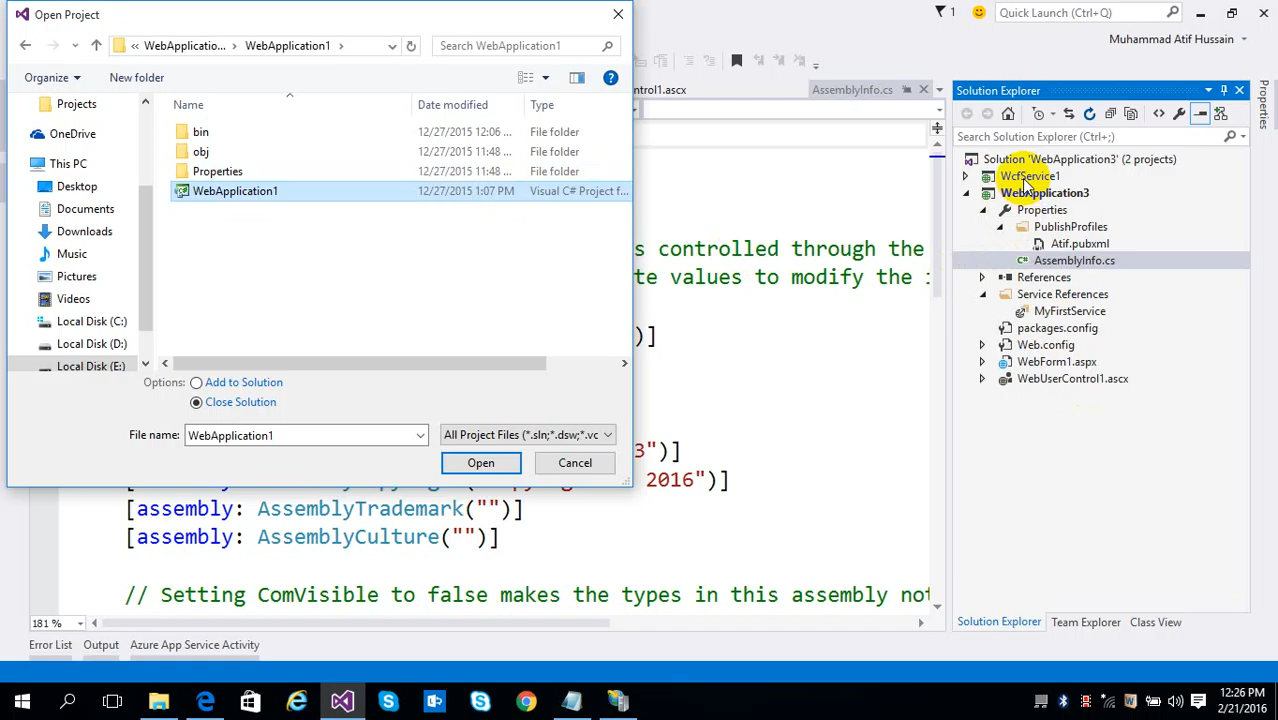 Open Project
1
Quick Launch (Ctrl+Q)
Muhammad Atif Hussain
WebApplicatio...
WebApplication1
Search WebApplication1
Organize
New folder
ntrol1.ascx
AssemblyInfo.cs
Solution Explorer
Properties
Projects
OneDrive
This PC
Desktop
Documents
Downloads
Music
Pictures
Videos
Local Disk (C:)
Local Disk (D:)
Local Disk (E:)
Name
Date modified
Type
bin
12/27/2015 12:06 ...
File folder
obj
12/27/2015 11:48 ...
File folder
Properties
12/27/2015 11:48 ...
File folder
WebApplication1
12/27/2015 1:07 PM
Visual C# Project f...
Options:
Add to Solution
Close Solution
File name:
WebApplication1
All Project Files (*.sln;*.dsw;*.vc
Open
Cancel
Search Solution Explorer (Ctrl+;)
Solution 'WebApplication3' (2 projects)
WcfService1
WebApplication3
Properties
PublishProfiles
Atif.pubxml
AssemblyInfo.cs
References
Service References
MyFirstService
packages.config
Web.config
WebForm1.aspx
WebUserControl1.ascx
s controlled through the
te values to modify the i
)]
3")]
2016")]
[assembly: AssemblyTrademark("")]
[assembly: AssemblyCulture("")]
// Setting ComVisible to false makes the types in this assembly not
181 %
Solution Explorer
Team Explorer
Class View
Error List
Output
Azure App Service Activity
12:26 PM
2/21/2016